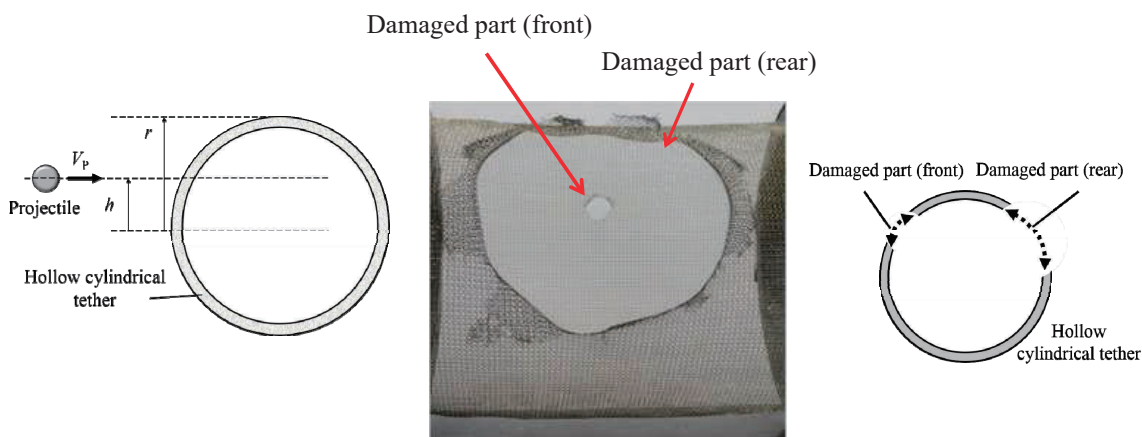 Damaged part (front)
Damaged part (rear)
r
V_P
h
Projectile
Hollow cylindrical
tether
Damaged part (front) Damaged part (rear)
Hollow
cylindrical tether